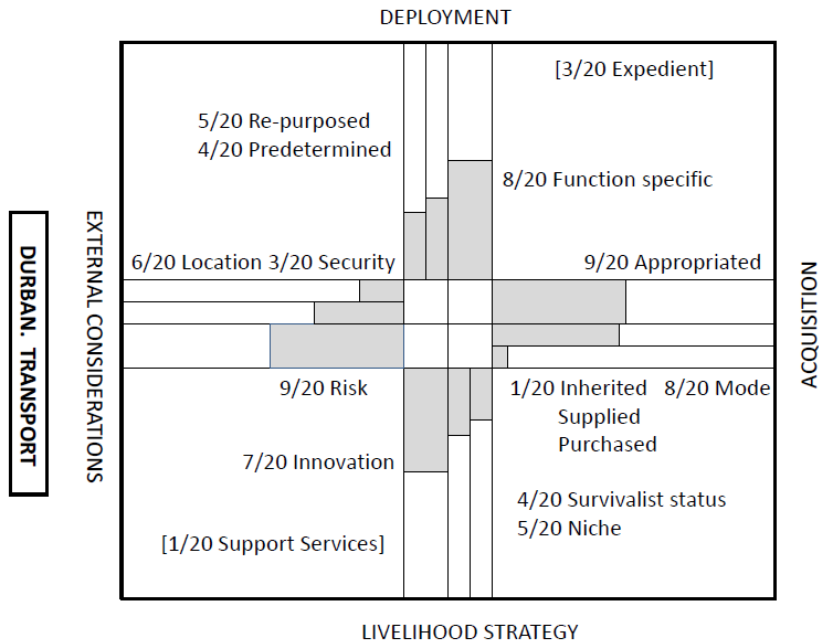 DEPLOYMENT
[3/20 Expedient]
5/20 Re-purposed
4/20 Predetermined
8/20 Function specific
6/20 Location 3/20 Security
9/20 Appropriated
DURBAN. TRANSPORT
EXTERNAL CONSIDERATIONS
ACQUISITION
9/20 Risk
1/20 Inherited 8/20 Mode
Supplied
Purchased
7/20 Innovation
4/20 Survivalist status
5/20 Niche
[1/20 Support Services]
LIVELIHOOD STRATEGY